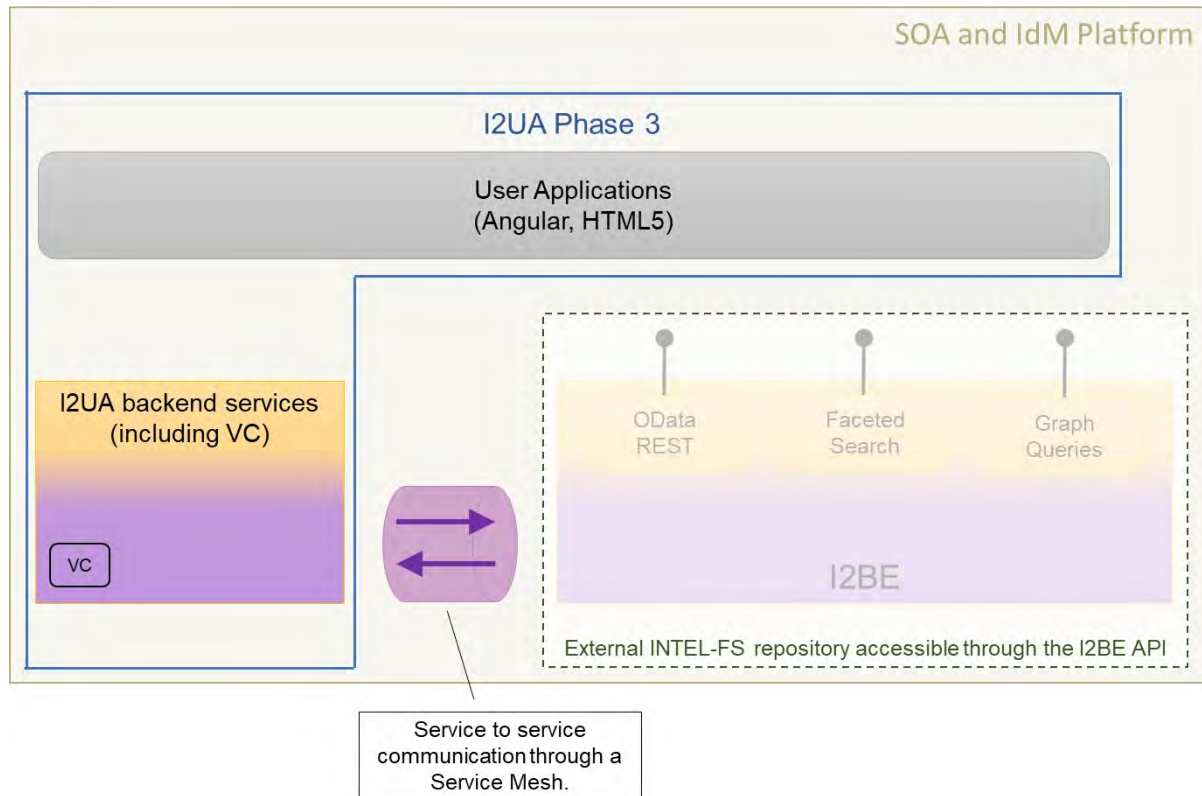 SOA and IdM Platform
I2UA Phase 3
User Applications
(Angular, HTML5)
I2UA backend services
(including VC)
VC
OData
REST
Faceted
Search
Graph
Queries
I2BE
External INTEL-FS repository accessible through the I2BE API
Service to service
communication through a
Service Mesh.